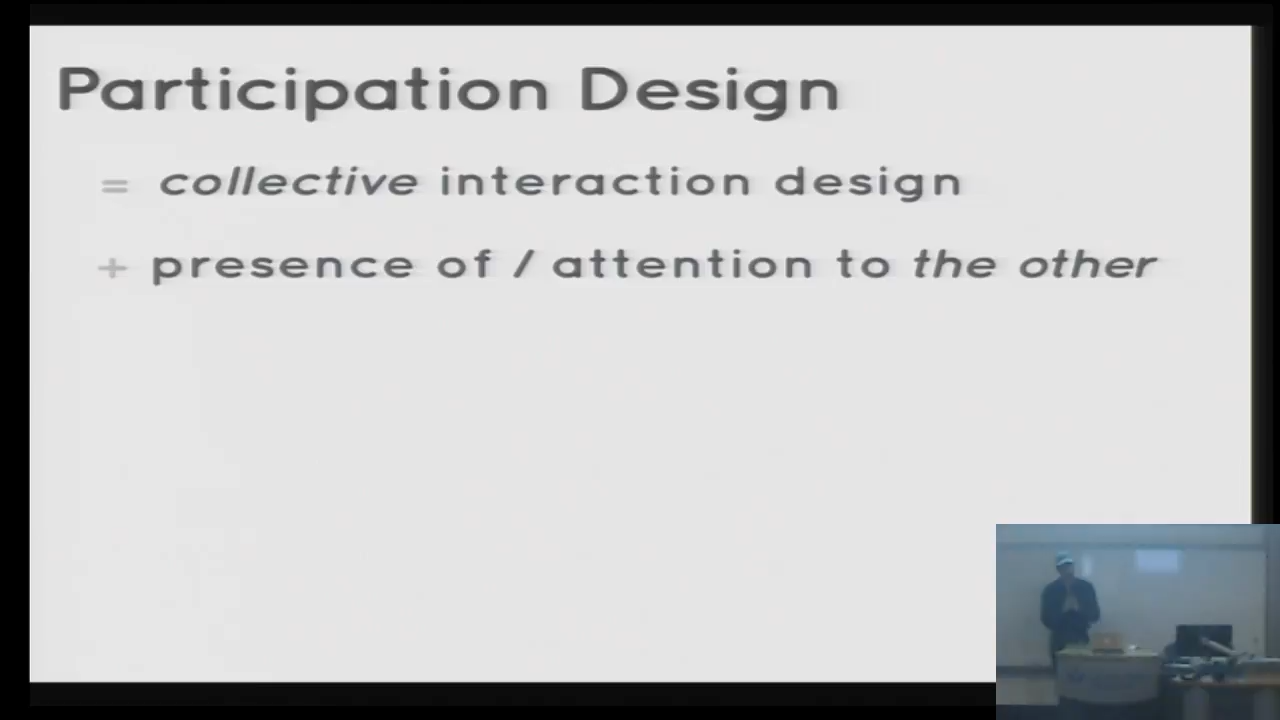 Participation Design
= collective interaction design
+ presence of / attention to the other